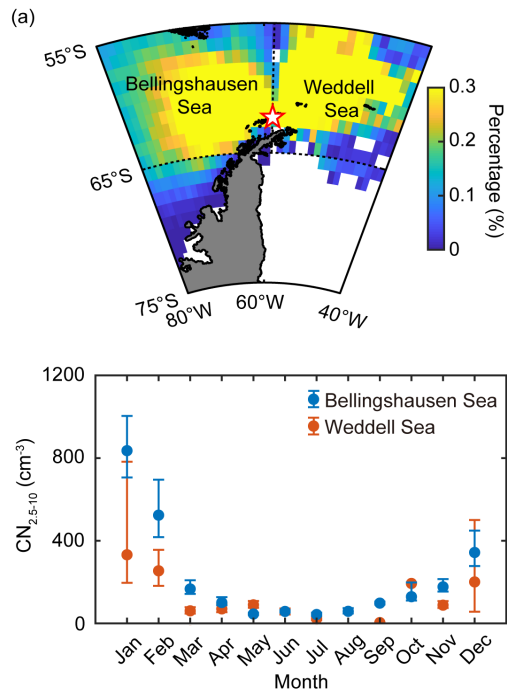 (a)
55°S
Bellingshausen
Sea
Weddell
Sea
0.3
0.2
0.1
0
Percentage (%)
65°S
75°S
80°W
60°W
40°W
1200
800
400
0
CN2.5-10 (cm-3)
Bellingshausen Sea
Weddell Sea
Jan
Feb
Mar
Apr
May
Jun
Jul
Aug
Sep
Oct
Nov
Dec
Month